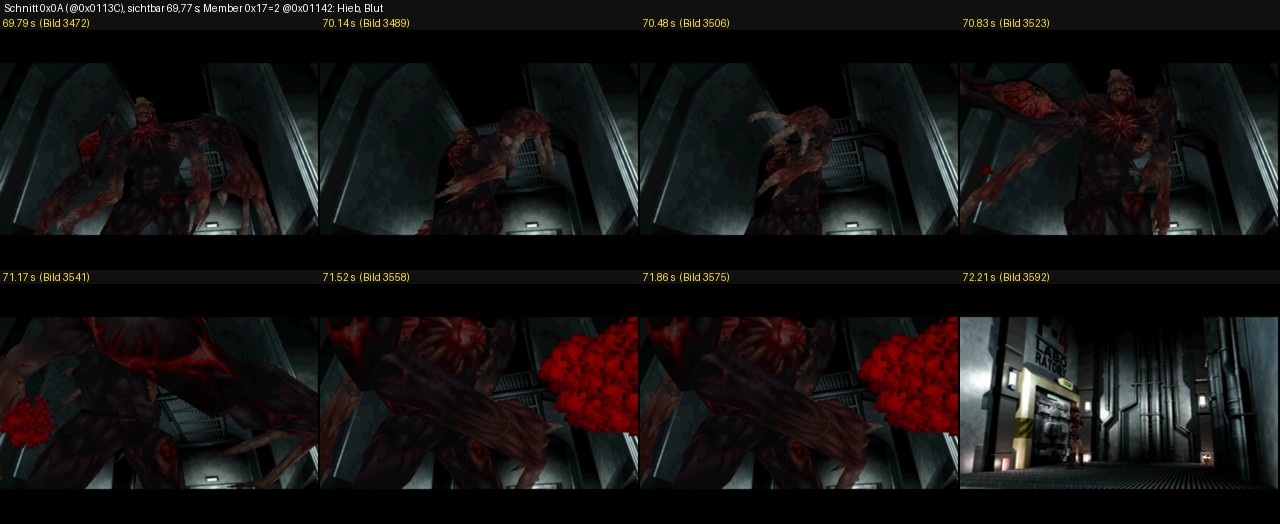 Schnitt 0x0A (@0x0113C), sichtbar 69,77 s; Member 0x17=2 @0x01142: Hieb, Blut
69.79 s (Bild 3472)
70.14 s (Bild 3489)
70.48 s (Bild 3506)
70.83 s (Bild 3523)
71.17 s (Bild 3541)
71.52 s (Bild 3558)
71.86 s (Bild 3575)
72.21 s (Bild 3592)
LABO
RATORY